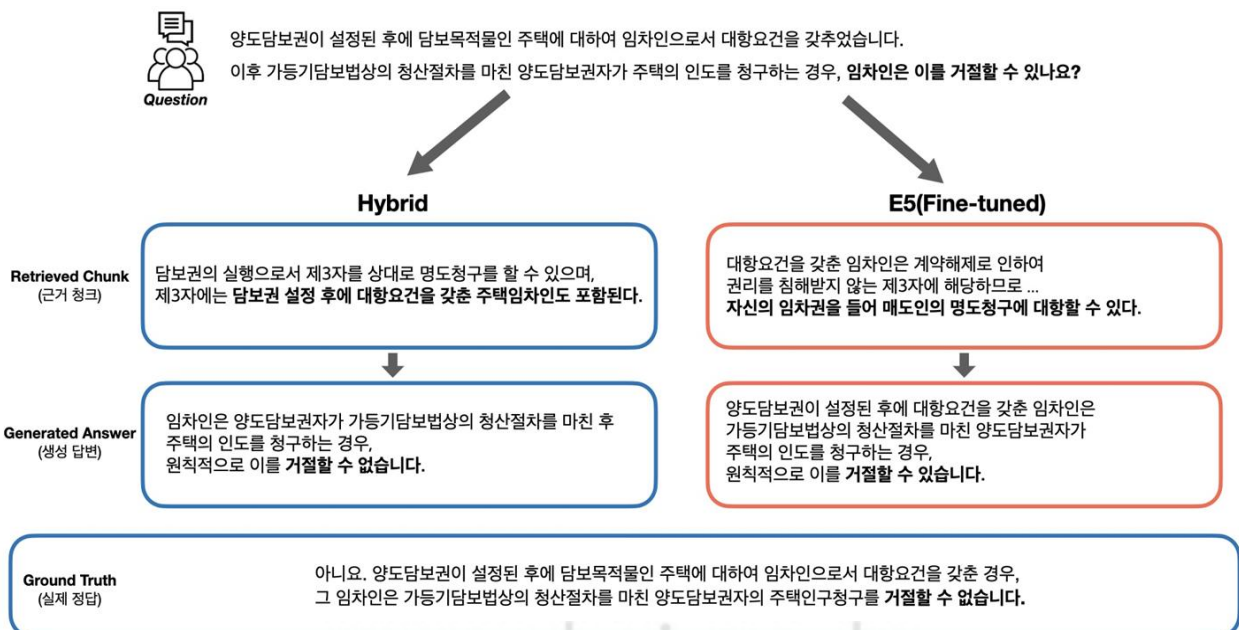 양도담보권이 설정된 후에 담보목적물인 주택에 대하여 임차인으로서 대항요건을 갖추었습니다.
이후 가등기담보법상의 청산절차를 마친 양도담보권자가 주택의 인도를 청구하는 경우, 임차인은 이를 거절할 수 있나요?
Question
Hybrid
E5(Fine-tuned)
Retrieved Chunk
(근거 청크)
담보권의 실행으로서 제3자를 상대로 명도청구를 할 수 있으며,
제3자에는 담보권 설정 후에 대항요건을 갖춘 주택임차인도 포함된다.
대항요건을 갖춘 임차인은 계약해제로 인하여
권리를 침해받지 않는 제3자에 해당하므로 ...
자신의 임차권을 들어 매도인의 명도청구에 대항할 수 있다.
Generated Answer
(생성 답변)
임차인은 양도담보권자가 가등기담보법상의 청산절차를 마친 후
주택의 인도를 청구하는 경우,
원칙적으로 이를 거절할 수 없습니다.
양도담보권이 설정된 후에 대항요건을 갖춘 임차인은
가등기담보법상의 청산절차를 마친 양도담보권자가
주택의 인도를 청구하는 경우,
원칙적으로 이를 거절할 수 있습니다.
Ground Truth
(실제 정답)
아니요. 양도담보권이 설정된 후에 담보목적물인 주택에 대하여 임차인으로서 대항요건을 갖춘 경우,
그 임차인은 가등기담보법상의 청산절차를 마친 양도담보권자의 주택인구청구를 거절할 수 없습니다.